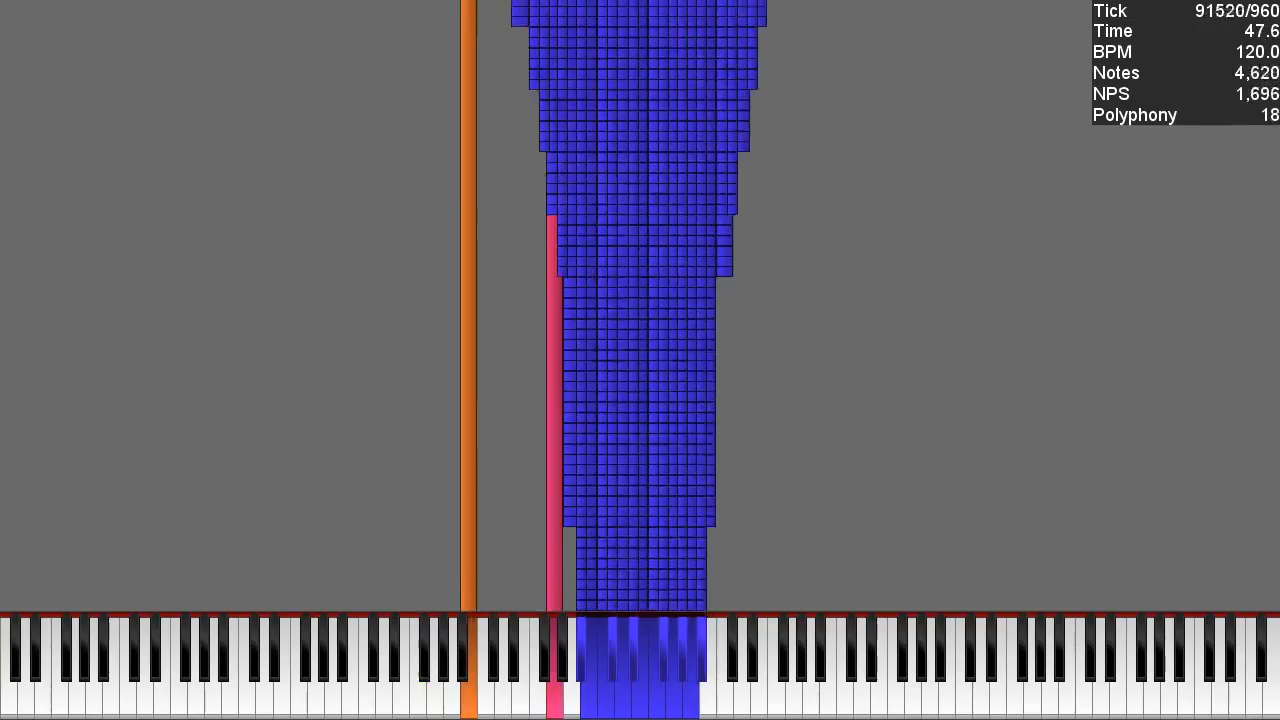 Tick 91520/960
Time 47.6
BPM 120.0
Notes 4,620
NPS 1,696
Polyphony 18